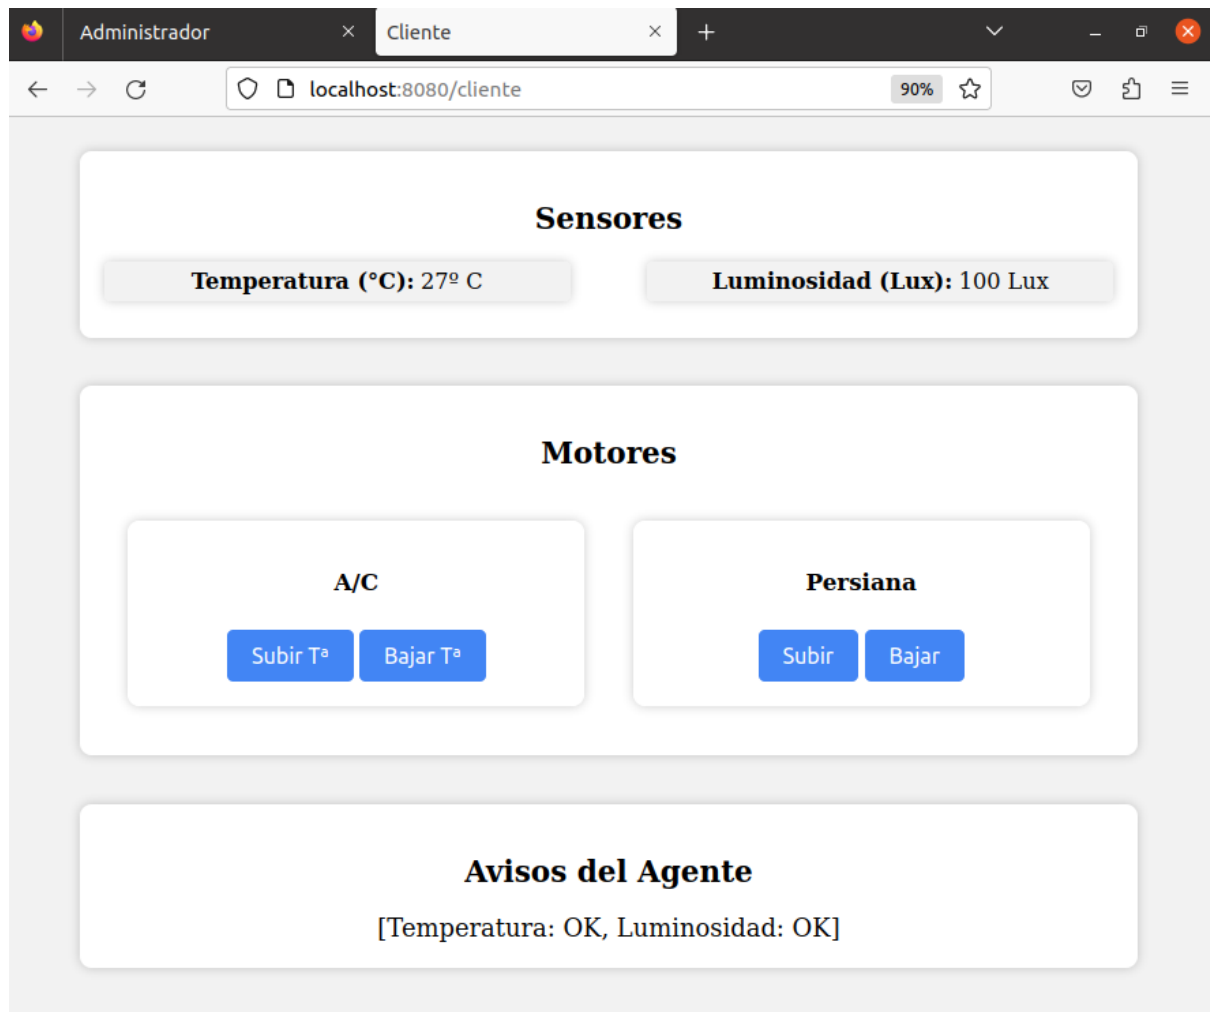 Administrador
Cliente
localhost:8080/cliente
90%
Sensores
Temperatura (°C): 27º C
Luminosidad (Lux): 100 Lux
Motores
A/C
Subir Tª
Bajar Tª
Persiana
Subir
Bajar
Avisos del Agente
[Temperatura: OK, Luminosidad: OK]